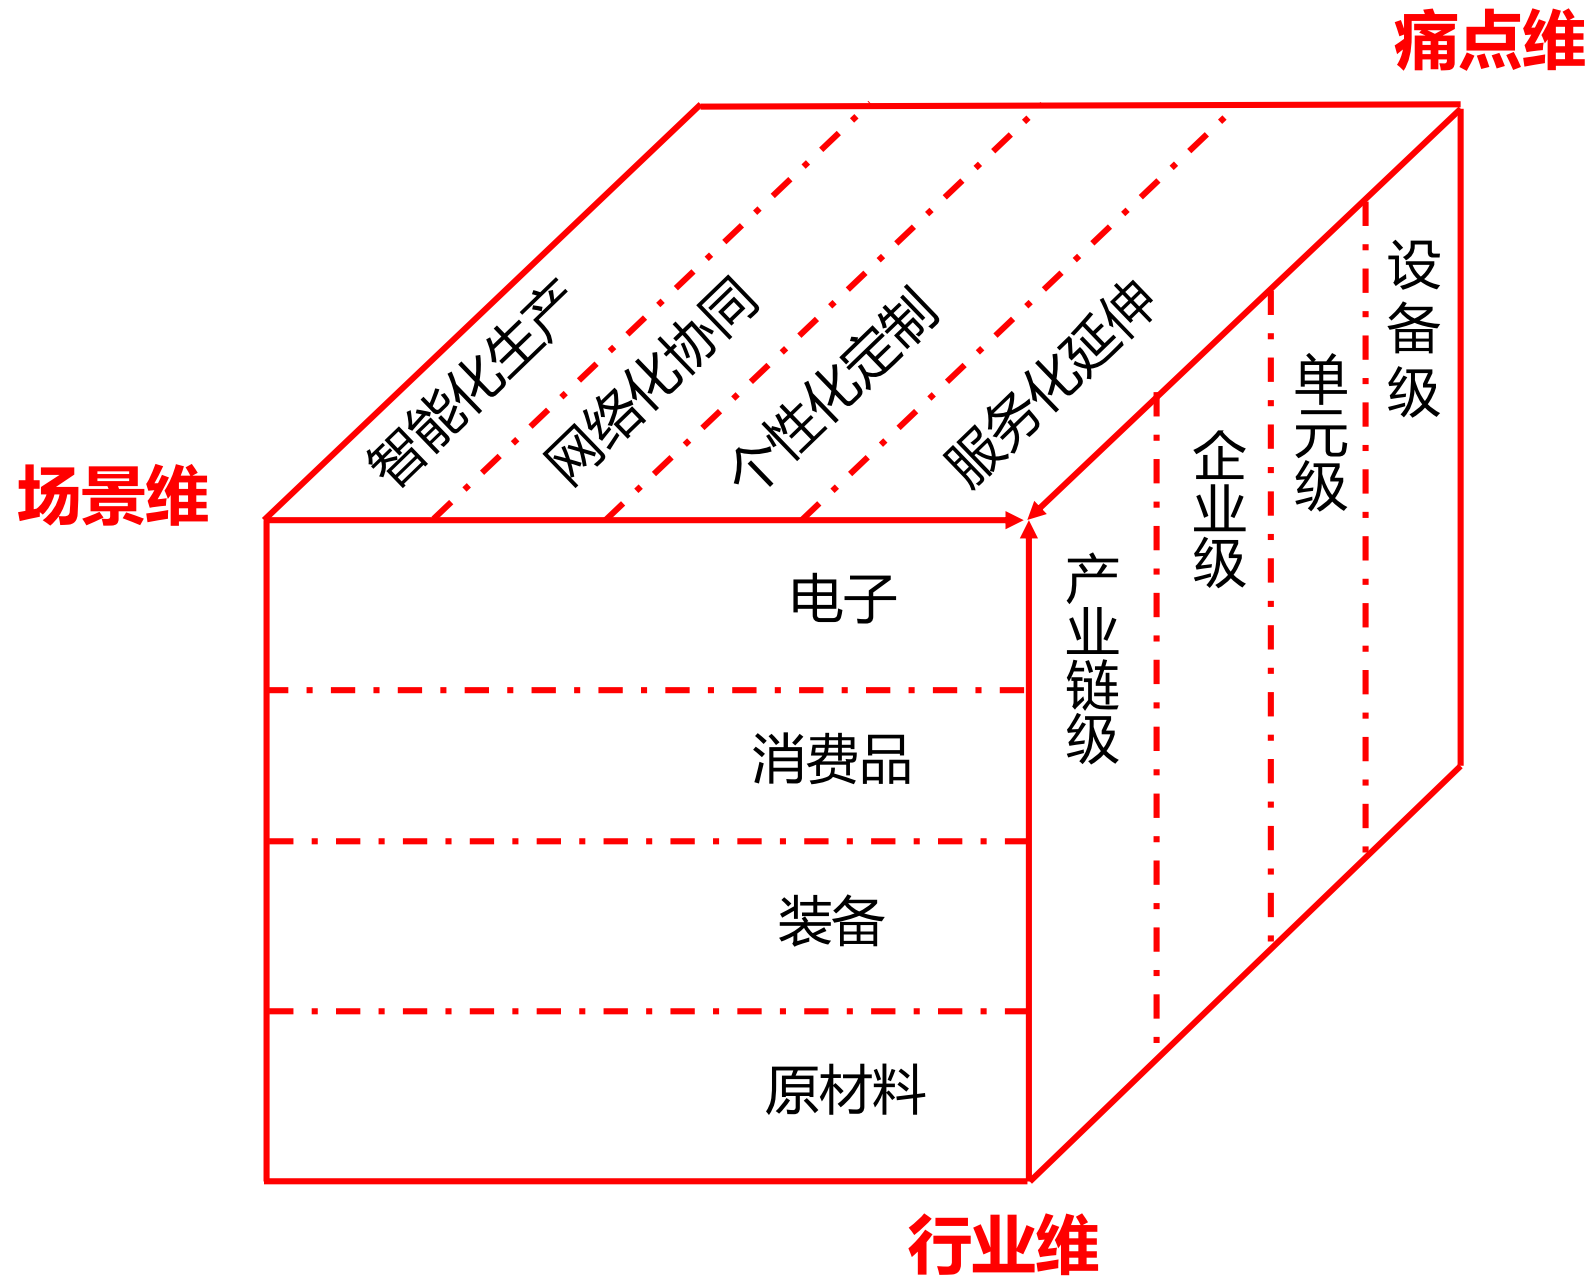 痛点维
场景维
智能化生产
网络化协同
个性化定制
服务化延伸
设备级
单元级
企业级
产业链级
电子
消费品
装备
原材料
行业维